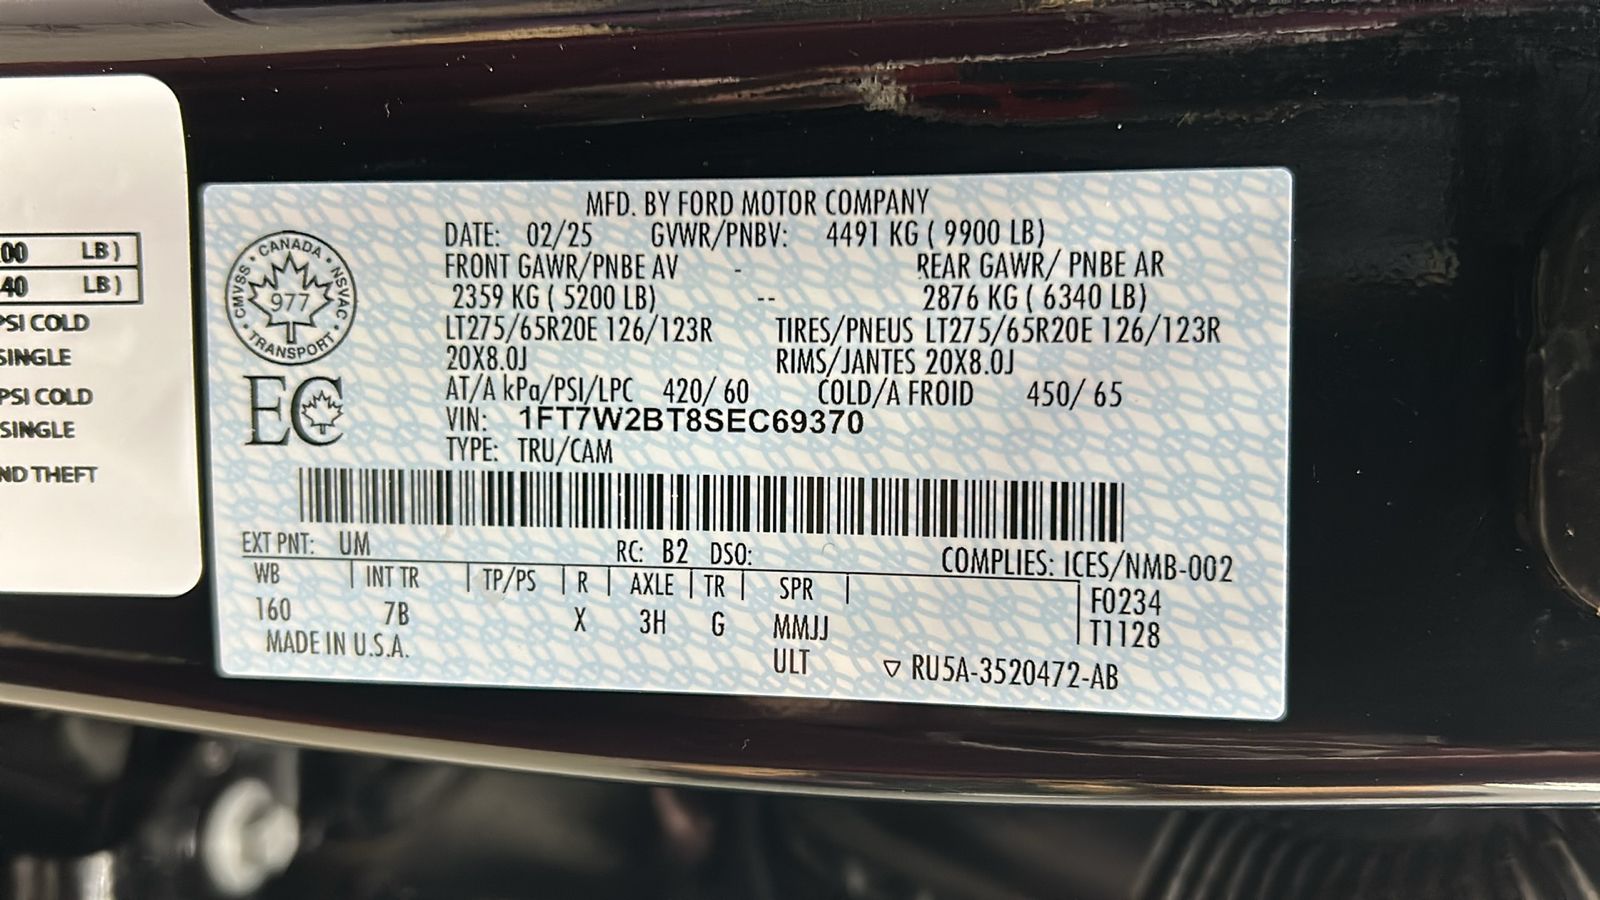 00 LB)
40 LB)
PSI COLD
SINGLE
PSI COLD
SINGLE
ND THEFT
MFD. BY FORD MOTOR COMPANY
DATE: 02/25 GVWR/PNBV: 4491 KG ( 9900 LB)
FRONT GAWR/PNBE AV - REAR GAWR/ PNBE AR
2359 KG ( 5200 LB) -- 2876 KG ( 6340 LB)
LT275/65R20E 126/123R TIRES/PNEUS LT275/65R20E 126/123R
20X8.0J RIMS/JANTES 20X8.0J
AT/A kPa/PSI/LPC 420/ 60 COLD/A FROID 450/ 65
VIN: 1FT7W2BT8SEC69370
TYPE: TRU/CAM
CANADA
CMVSS 977 NSVAC
TRANSPORT
EC
EXT PNT: UM RC: B2 DSO: COMPLIES: ICES/NMB-002
WB | INT TR | TP/PS | R | AXLE | TR | SPR | F0234
160 7B X 3H G MMJJ T1128
MADE IN U.S.A. ULT RU5A-3520472-AB